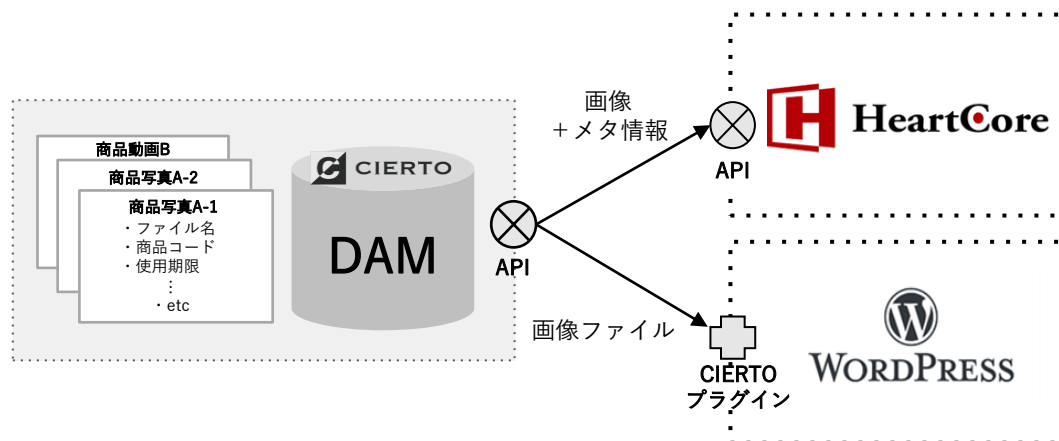 商品動画B
商品写真A-2
商品写真A-1
・ファイル名
・商品コード
・使用期限
⋮
・etc
CIERTO
DAM
API
画像
＋メタ情報
API
HeartCore
画像ファイル
CIERTO
プラグイン
WORDPRESS